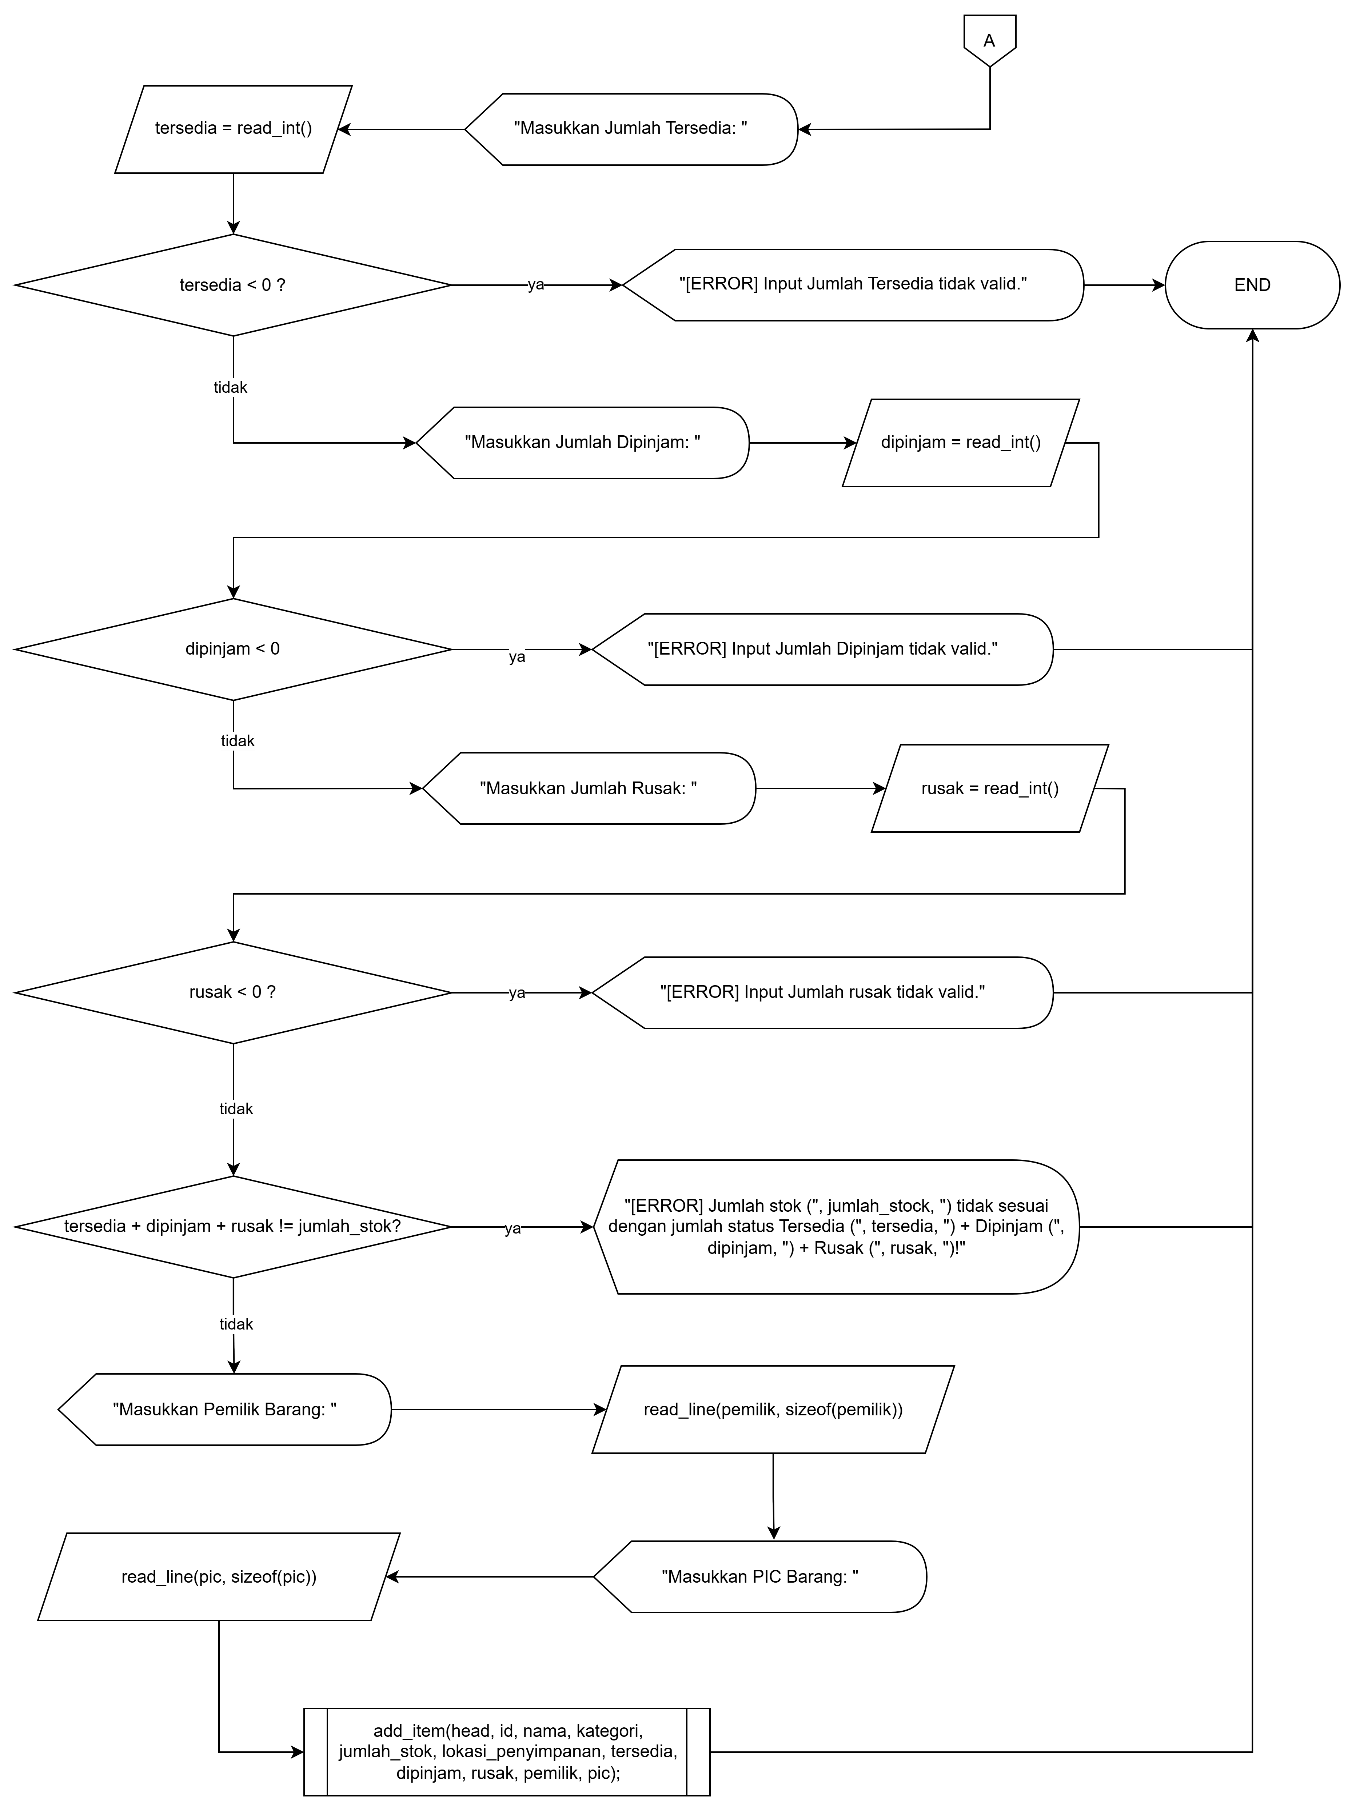 A
"Masukkan Jumlah Tersedia: "
tersedia = read_int()
tersedia < 0 ?
ya
"[ERROR] Input Jumlah Tersedia tidak valid."
END
tidak
"Masukkan Jumlah Dipinjam: "
dipinjam = read_int()
dipinjam < 0
ya
"[ERROR] Input Jumlah Dipinjam tidak valid."
tidak
"Masukkan Jumlah Rusak: "
rusak = read_int()
rusak < 0 ?
ya
"[ERROR] Input Jumlah rusak tidak valid."
tidak
tersedia + dipinjam + rusak != jumlah_stok?
ya
"[ERROR] Jumlah stok (", jumlah_stock, ") tidak sesuai
dengan jumlah status Tersedia (", tersedia, ") + Dipinjam (",
dipinjam, ") + Rusak (", rusak, ")!"
tidak
"Masukkan Pemilik Barang: "
read_line(pemilik, sizeof(pemilik))
"Masukkan PIC Barang: "
read_line(pic, sizeof(pic))
add_item(head, id, nama, kategori,
jumlah_stok, lokasi_penyimpanan, tersedia,
dipinjam, rusak, pemilik, pic);